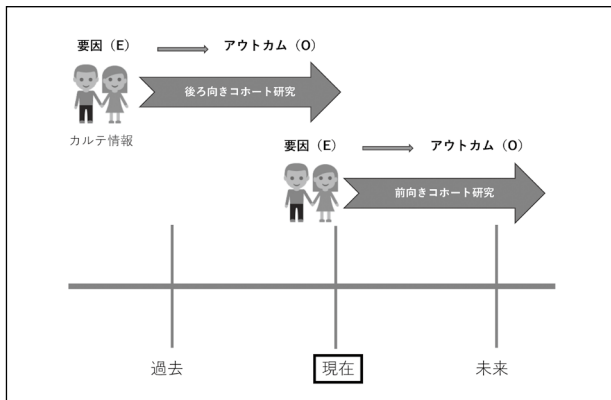 要因（E） アウトカム（O）
後ろ向きコホート研究
カルテ情報
要因（E） アウトカム（O）
前向きコホート研究
過去 現在 未来